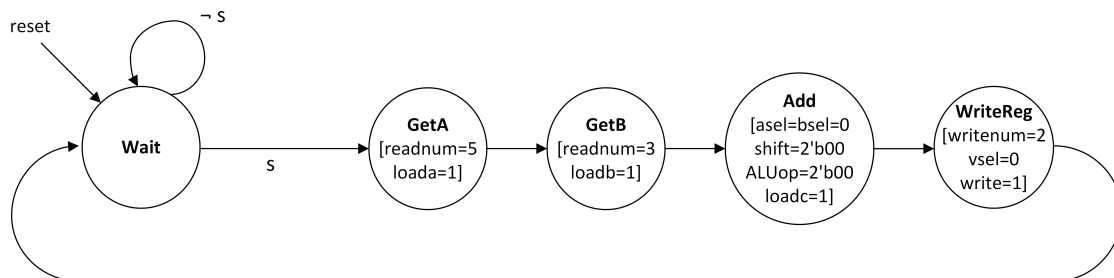 reset
¬ s
Wait
s
GetA
[readnum=5
loada=1]
GetB
[readnum=3
loadb=1]
Add
[asel=bsel=0
shift=2'b00
ALUop=2'b00
loadc=1]
WriteReg
[writenum=2
vsel=0
write=1]